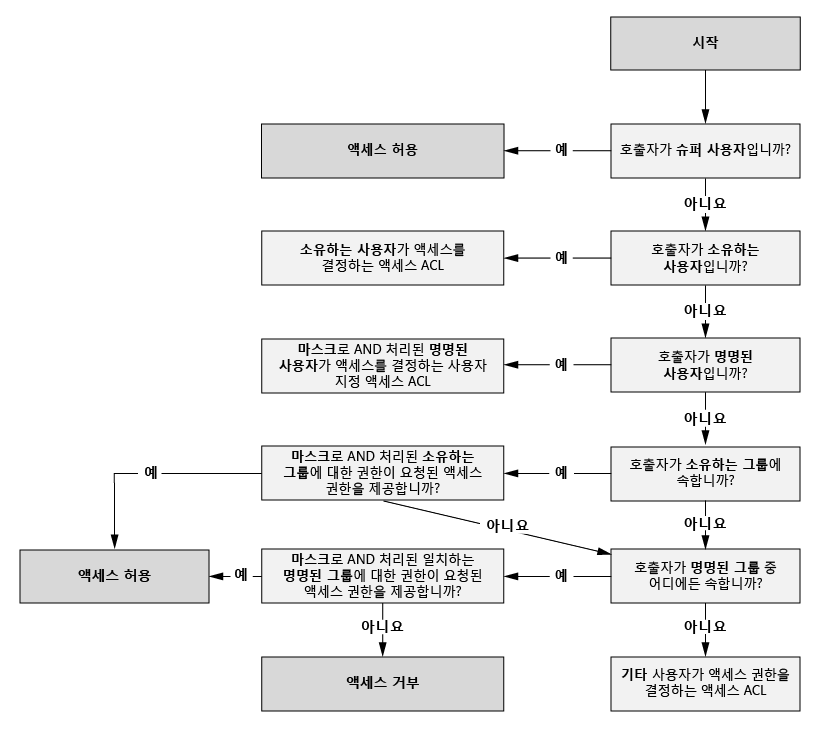 시작
호출자가 슈퍼 사용자입니까?
예
액세스 허용
아니요
호출자가 소유하는
사용자입니까?
예
소유하는 사용자가 액세스를
결정하는 액세스 ACL
아니요
호출자가 명명된
사용자입니까?
예
마스크로 AND 처리된 명명된
사용자가 액세스를 결정하는 사용자
지정 액세스 ACL
아니요
호출자가 소유하는 그룹에
속합니까?
예
마스크로 AND 처리된 소유하는
그룹에 대한 권한이 요청된 액세스
권한을 제공합니까?
예
아니요
아니요
호출자가 명명된 그룹 중
어디에든 속합니까?
예
마스크로 AND 처리된 일치하는
명명된 그룹에 대한 권한이 요청된
액세스 권한을 제공합니까?
예
액세스 허용
아니요
아니요
액세스 거부
기타 사용자가 액세스 권한을
결정하는 액세스 ACL